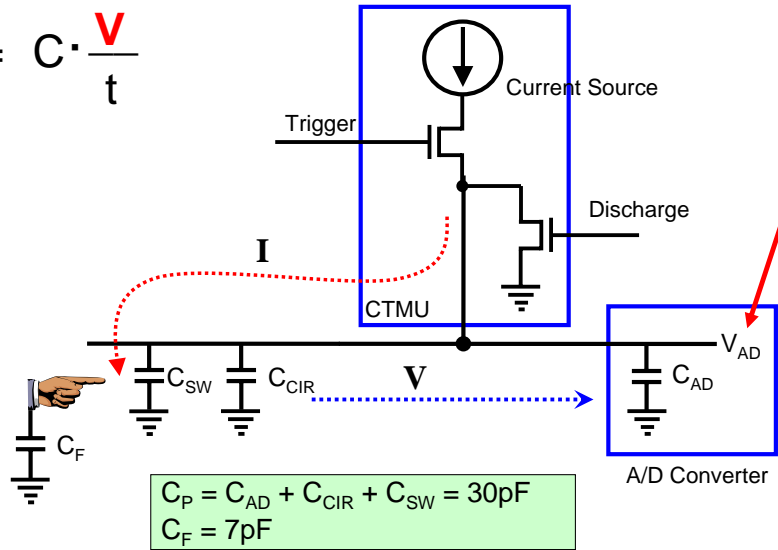 = C · V
t
Current Source
Trigger
Discharge
I
CTMU
V_AD
C_SW
C_CIR
V
C_AD
C_F
A/D Converter
C_P = C_AD + C_CIR + C_SW = 30pF
C_F = 7pF